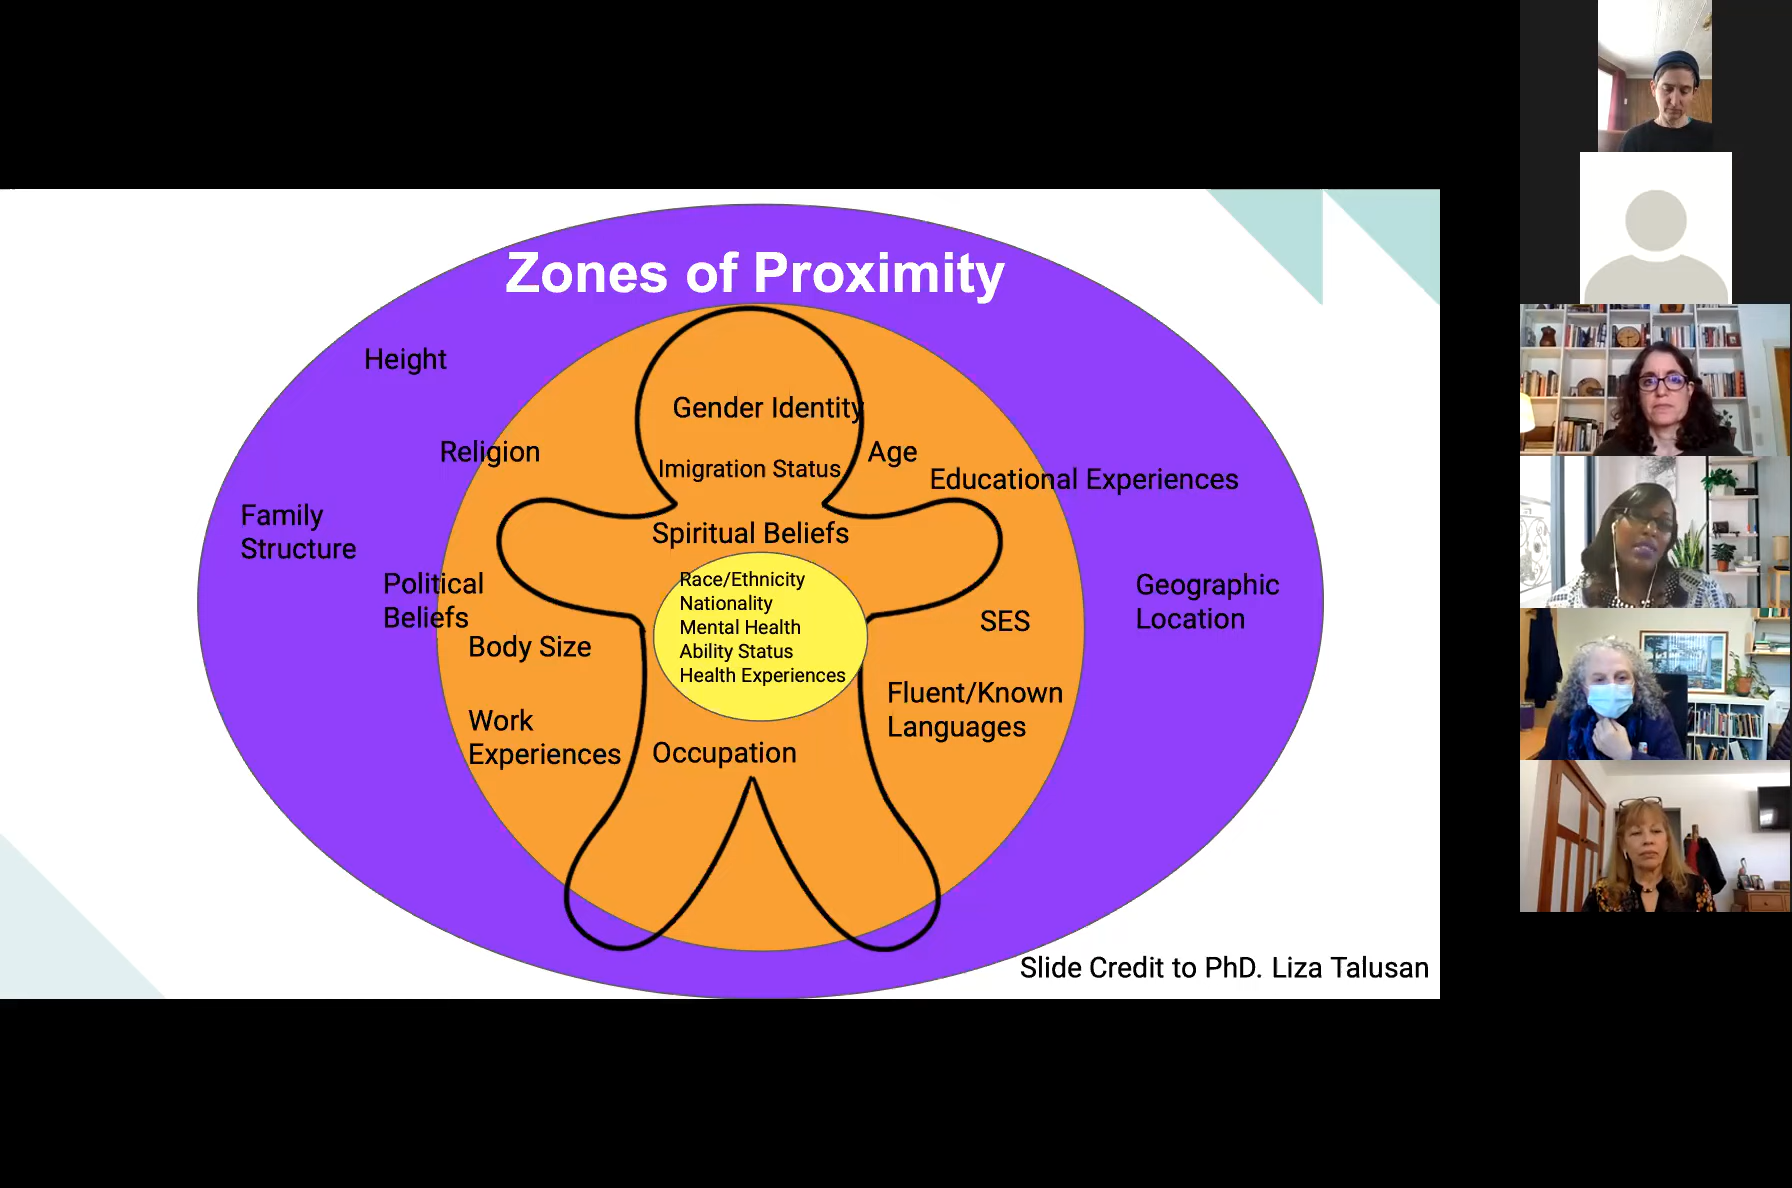 Zones of Proximity
Height
Gender Identity
Religion
Age
Imigration Status
Educational Experiences
Family
Structure
Spiritual Beliefs
Political
Beliefs
Race/Ethnicity
Nationality
Mental Health
Ability Status
Health Experiences
Geographic
Location
SES
Body Size
Fluent/Known
Languages
Work
Experiences
Occupation
Slide Credit to PhD. Liza Talusan